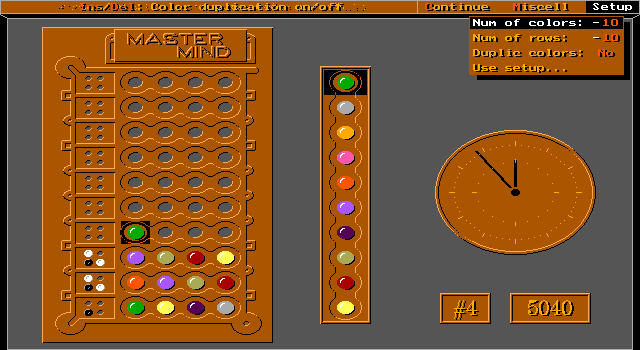 Ins/Del: Color duplication on/off... Continue Miscell Setup
Num of colors: -10
Num of rows: -10
Duplic colors: No
Use setup...
MASTER
MIND
#4 5040